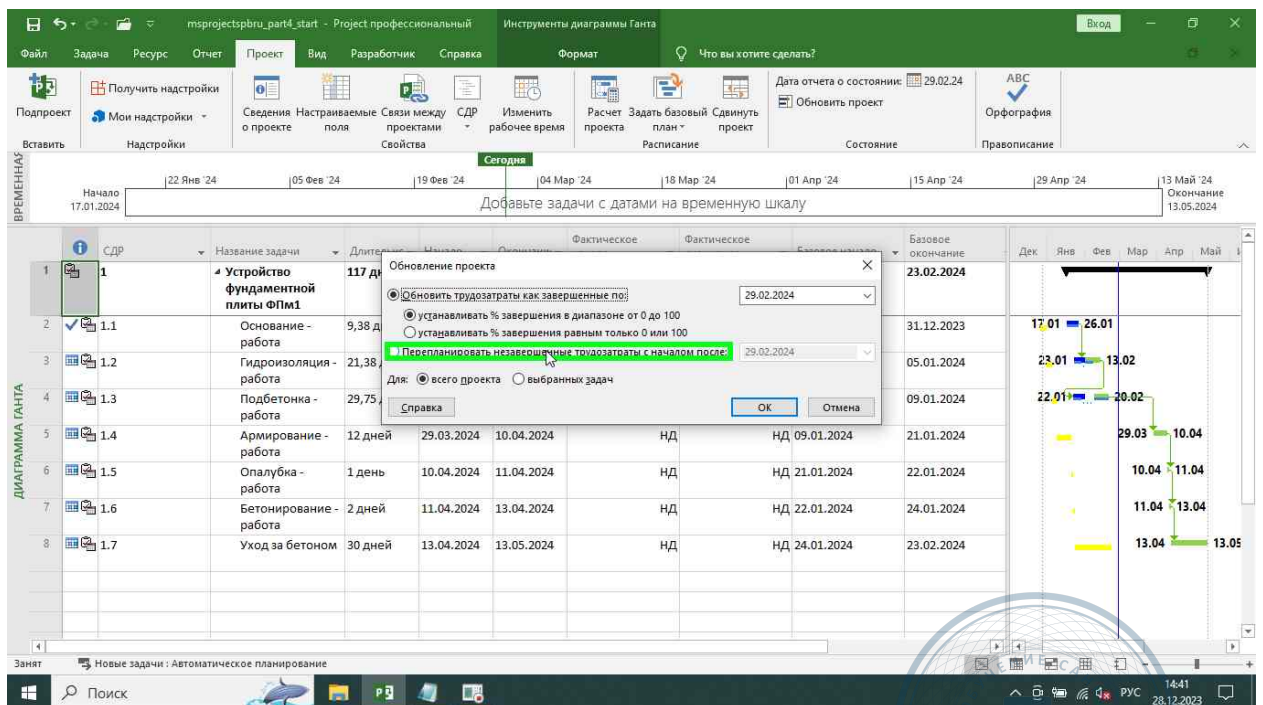 msprojectspbru_part4_start - Project профессиональный
Инструменты диаграммы Ганта
Вход
Файл Задача Ресурс Отчет Проект Вид Разработчик Справка Формат Что вы хотите сделать?
Подпроект
Вставить
Получить надстройки
Мои надстройки
Надстройки
Сведения о проекте
Настраиваемые поля
Связи между проектами
СДР
Изменить рабочее время
Свойства
Расчет проекта
Задать базовый план
Сдвинуть проект
Расписание
Дата отчета о состоянии: 29.02.24
Обновить проект
Состояние
ABC
Орфография
Правописание
ВРЕМЕННАЯ
Сегодня
22 Янв '24 05 Фев '24 19 Фев '24 04 Мар '24 18 Мар '24 01 Апр '24 15 Апр '24 29 Апр '24 13 Май '24
Начало
17.01.2024
Добавьте задачи с датами на временную шкалу
Окончание
13.05.2024
ДИАГРАММА ГАНТА
СДР Название задачи Фактическое Фактическое Базовое окончание Дек Янв Фев Мар Апр Май
1 1 Устройство фундаментной плиты ФПм1 117 23.02.2024
2 1.1 Основание - работа 9,38 31.12.2023 17.01 26.01
3 1.2 Гидроизоляция - работа 21,38 05.01.2024 23.01 13.02
4 1.3 Подбетонка - работа 29,75 09.01.2024 22.01 20.02
5 1.4 Армирование - работа 12 дней 29.03.2024 10.04.2024 НД НД 09.01.2024 21.01.2024 29.03 10.04
6 1.5 Опалубка - работа 1 день 10.04.2024 11.04.2024 НД НД 21.01.2024 22.01.2024 10.04 11.04
7 1.6 Бетонирование - работа 2 дней 11.04.2024 13.04.2024 НД НД 22.01.2024 24.01.2024 11.04 13.04
8 1.7 Уход за бетоном 30 дней 13.04.2024 13.05.2024 НД НД 24.01.2024 23.02.2024 13.04 13.05
Обновление проекта
Обновить трудозатраты как завершенные по: 29.02.2024
устанавливать % завершения в диапазоне от 0 до 100
устанавливать % завершения равным только 0 или 100
Перепланировать незавершенные трудозатраты с началом после: 29.02.2024
Для: всего проекта выбранных задач
Справка ОК Отмена
Занят Новые задачи : Автоматическое планирование
Поиск
РУС
14:41
28.12.2023